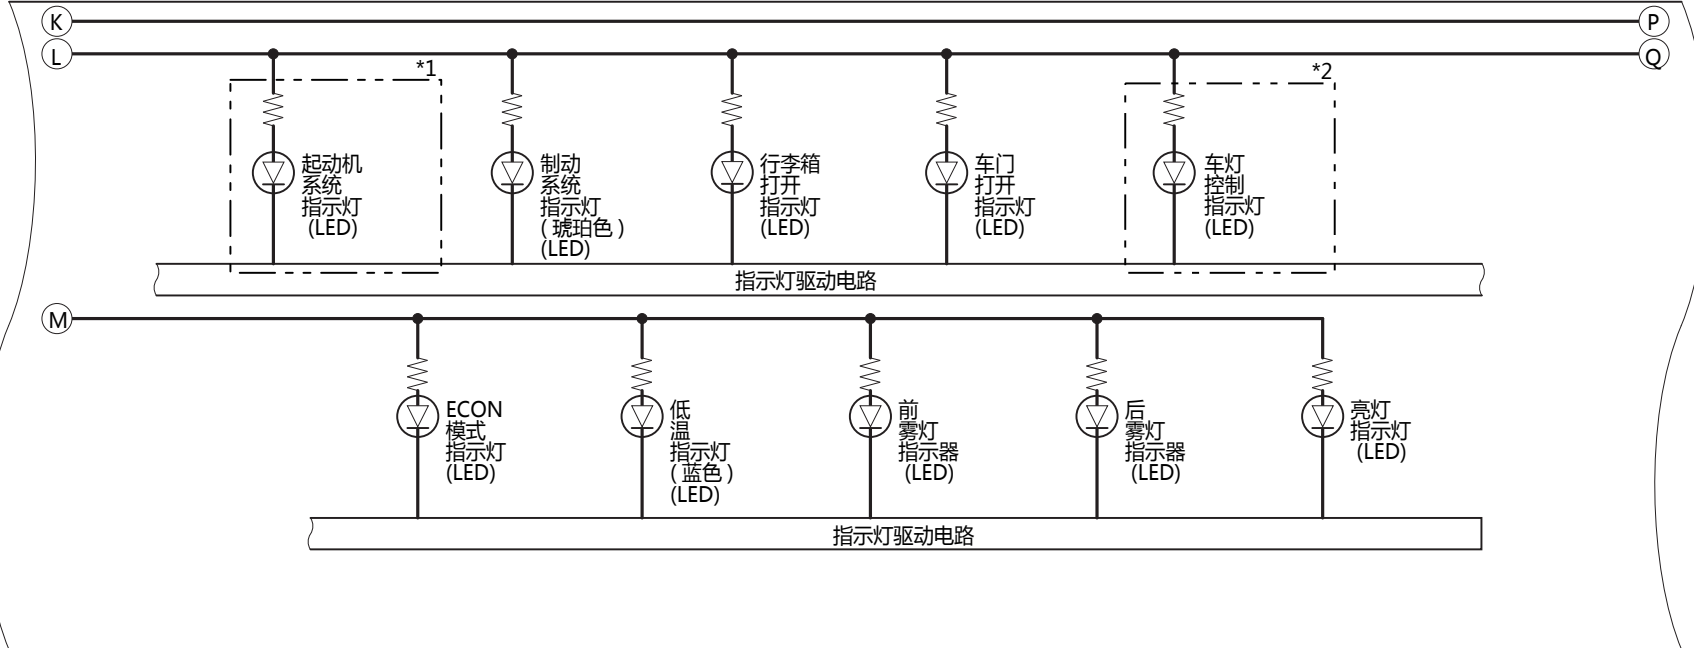 K
P
L
Q
*1
*2
起动机
系统
指示灯
(LED)
制动
系统
指示灯
( 琥珀色 )
(LED)
行李箱
打开
指示灯
(LED)
车门
打开
指示灯
(LED)
车灯
控制
指示灯
(LED)
指示灯驱动电路
M
ECON
模式
指示灯
(LED)
低
温
指示灯
( 蓝色 )
(LED)
前
雾灯
指示器
(LED)
后
雾灯
指示器
(LED)
亮灯
指示灯
(LED)
指示灯驱动电路